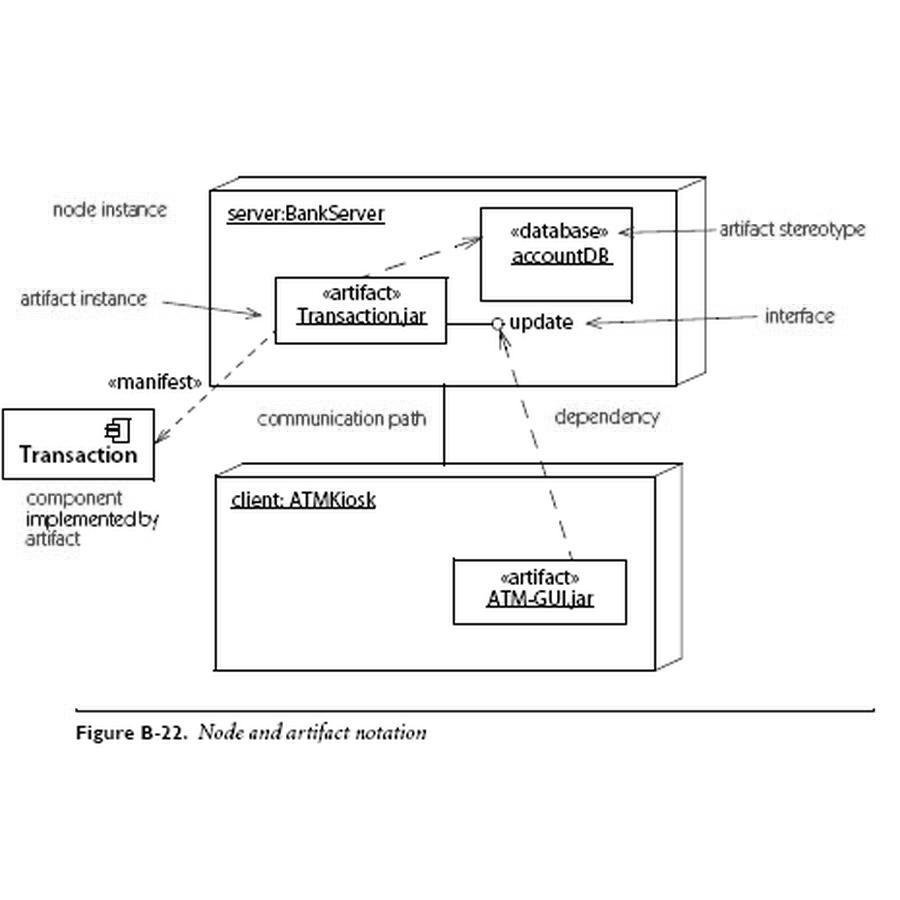 node instance
server:BankServer
«database»
accountDB
artifact stereotype
artifact instance
«artifact»
Transaction.jar
update
interface
«manifest»
communication path
dependency
Transaction
component
implemented by
artifact
client: ATMKiosk
«artifact»
ATM-GUI.jar
Figure B-22. Node and artifact notation